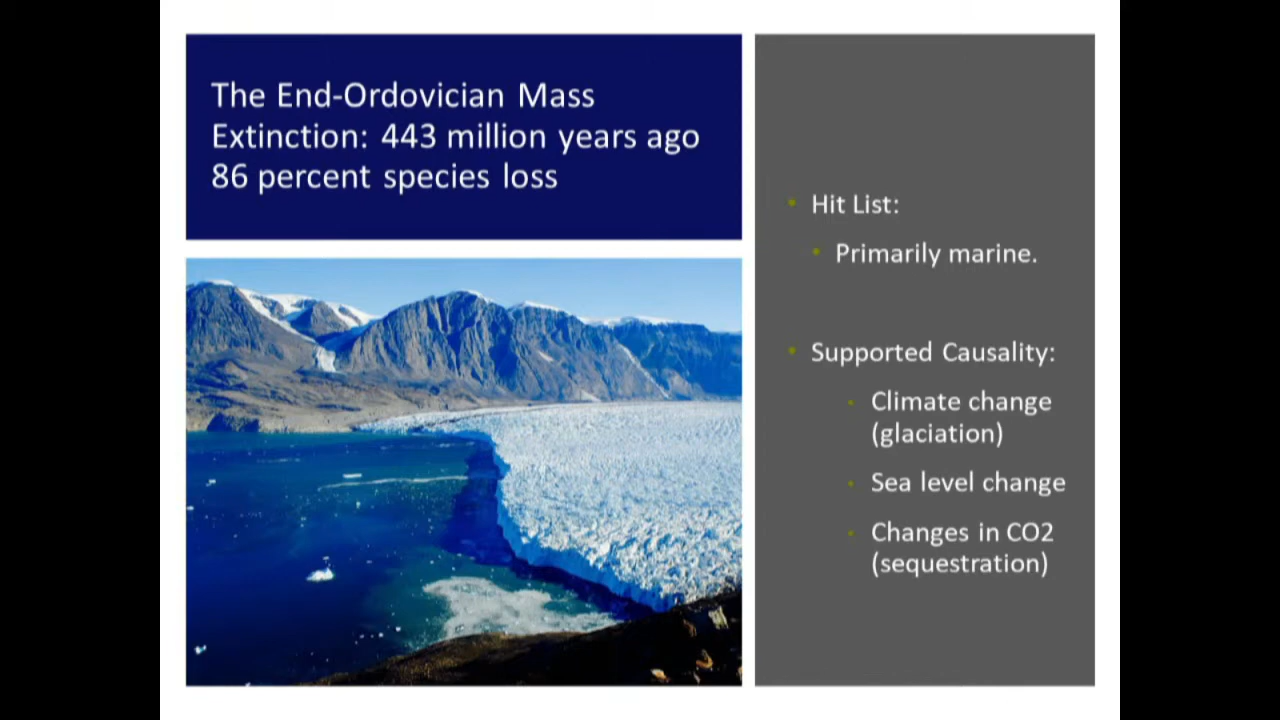 The End-Ordovician Mass
Extinction: 443 million years ago
86 percent species loss
• Hit List:
• Primarily marine.
• Supported Causality:
• Climate change
(glaciation)
• Sea level change
• Changes in CO2
(sequestration)